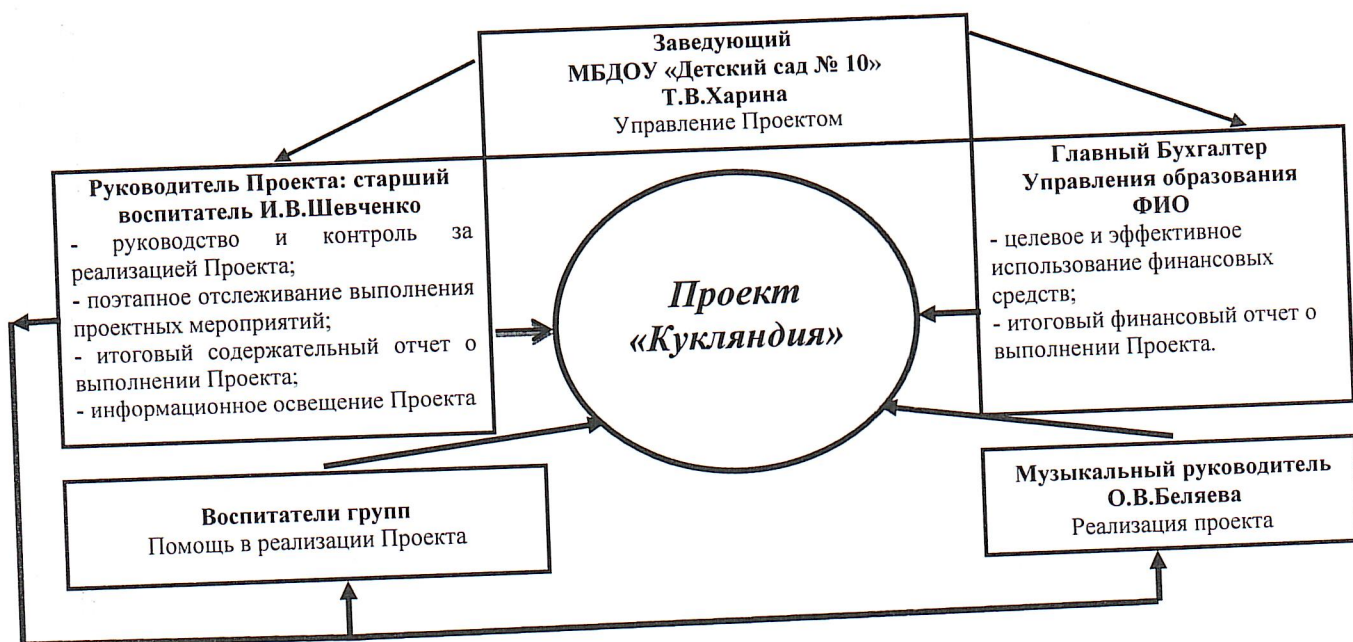 Заведующий
МБДОУ «Детский сад № 10»
Т.В.Харина
Управление Проектом
Руководитель Проекта: старший
воспитатель И.В.Шевченко
- руководство и контроль за
реализацией Проекта;
- поэтапное отслеживание выполнения
проектных мероприятий;
- итоговый содержательный отчет о
выполнении Проекта;
- информационное освещение Проекта
Проект
«Кукляндия»
Главный Бухгалтер
Управления образования
ФИО
- целевое и эффективное
использование финансовых
средств;
- итоговый финансовый отчет о
выполнении Проекта.
Воспитатели групп
Помощь в реализации Проекта
Музыкальный руководитель
О.В.Беляева
Реализация проекта